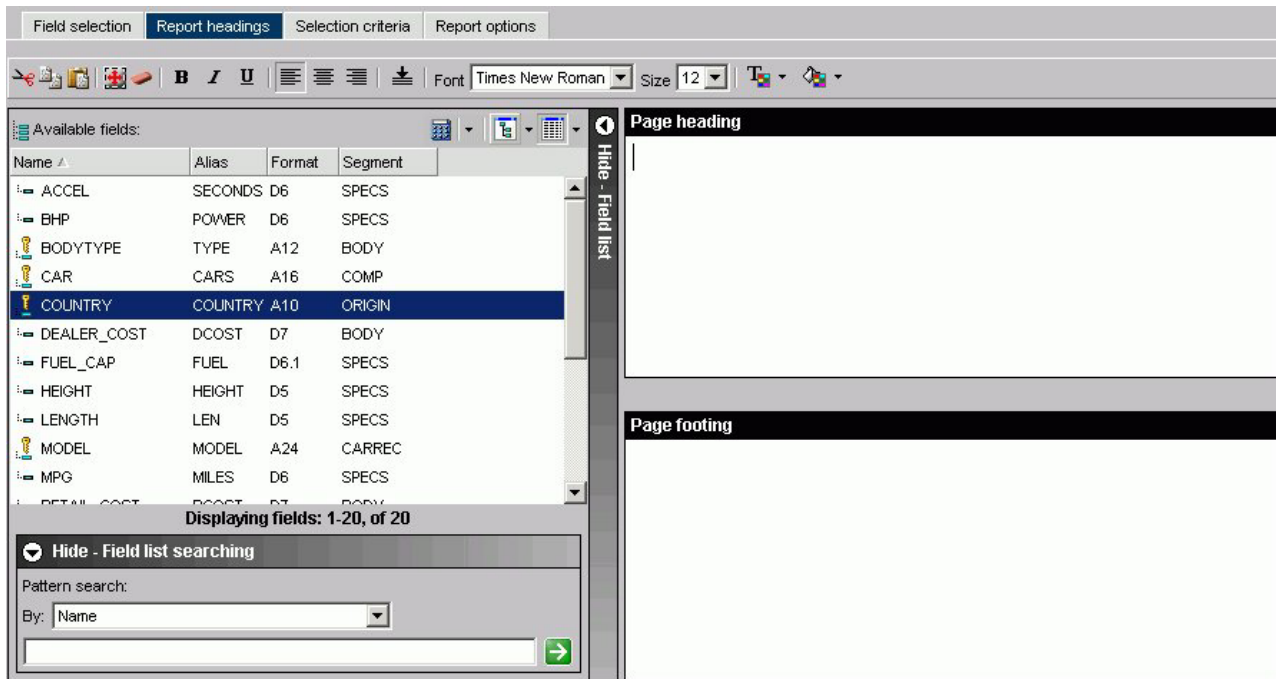 Field selection Report headings Selection criteria Report options
B I U Font Times New Roman Size 12
Available fields:
Name Alias Format Segment
ACCEL SECONDS D6 SPECS
BHP POWER D6 SPECS
BODYTYPE TYPE A12 BODY
CAR CARS A16 COMP
COUNTRY COUNTRY A10 ORIGIN
DEALER_COST DCOST D7 BODY
FUEL_CAP FUEL D6.1 SPECS
HEIGHT HEIGHT D5 SPECS
LENGTH LEN D5 SPECS
MODEL MODEL A24 CARREC
MPG MILES D6 SPECS
Displaying fields: 1-20, of 20
Hide - Field list searching
Pattern search:
By: Name
Hide - Field list
Page heading
Page footing